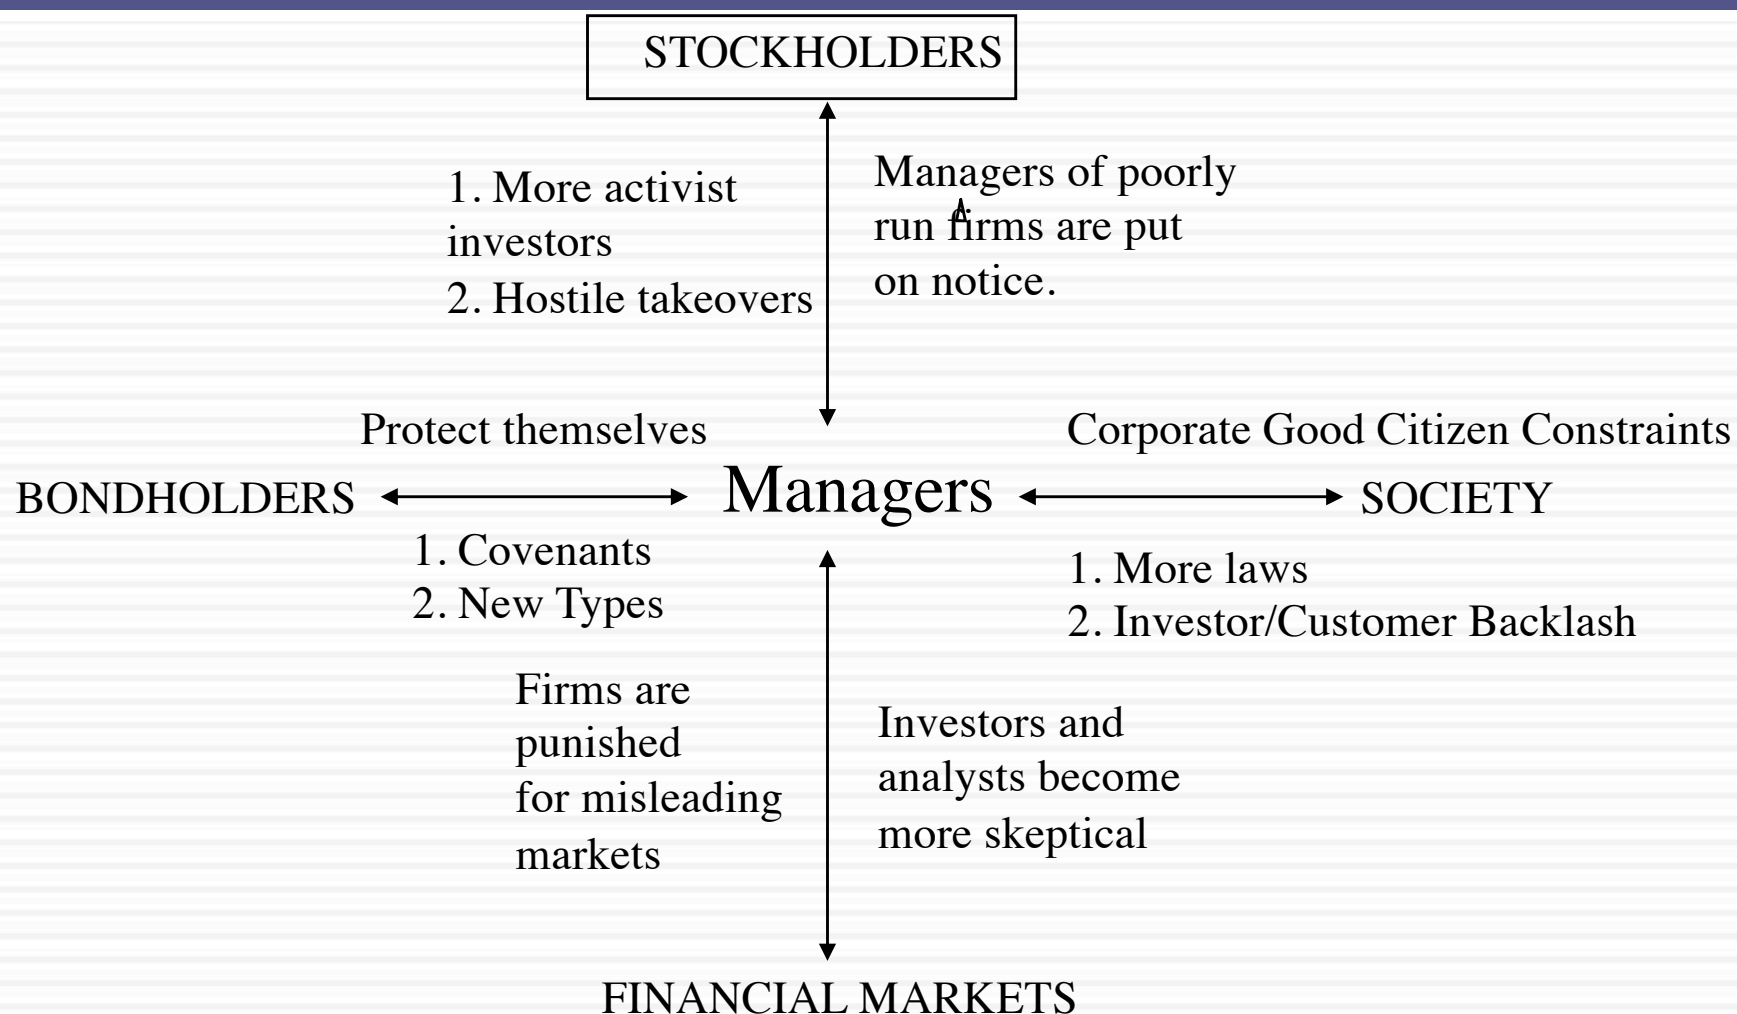 STOCKHOLDERS
1. More activist
investors
2. Hostile takeovers
Managers of poorly
run firms are put
on notice.
Protect themselves
Corporate Good Citizen Constraints
BONDHOLDERS
Managers
SOCIETY
1. Covenants
2. New Types
1. More laws
2. Investor/Customer Backlash
Firms are
punished
for misleading
markets
Investors and
analysts become
more skeptical
FINANCIAL MARKETS